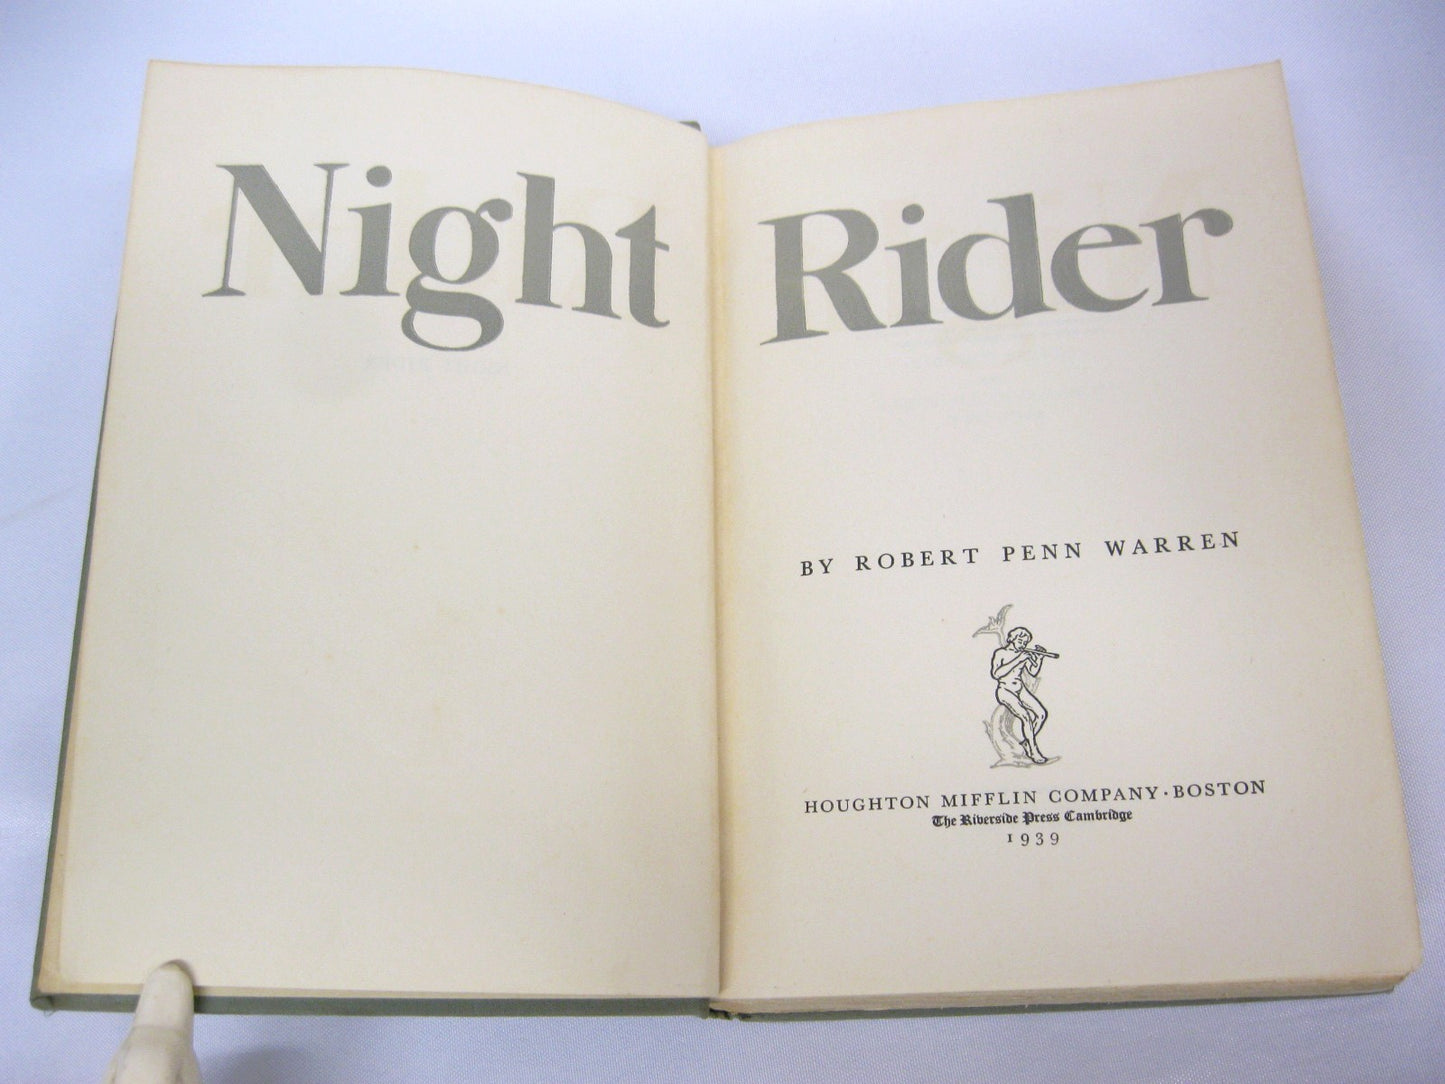 Night Rider
BY ROBERT PENN WARREN
HOUGHTON MIFFLIN COMPANY · BOSTON
The Riverside Press Cambridge
1939